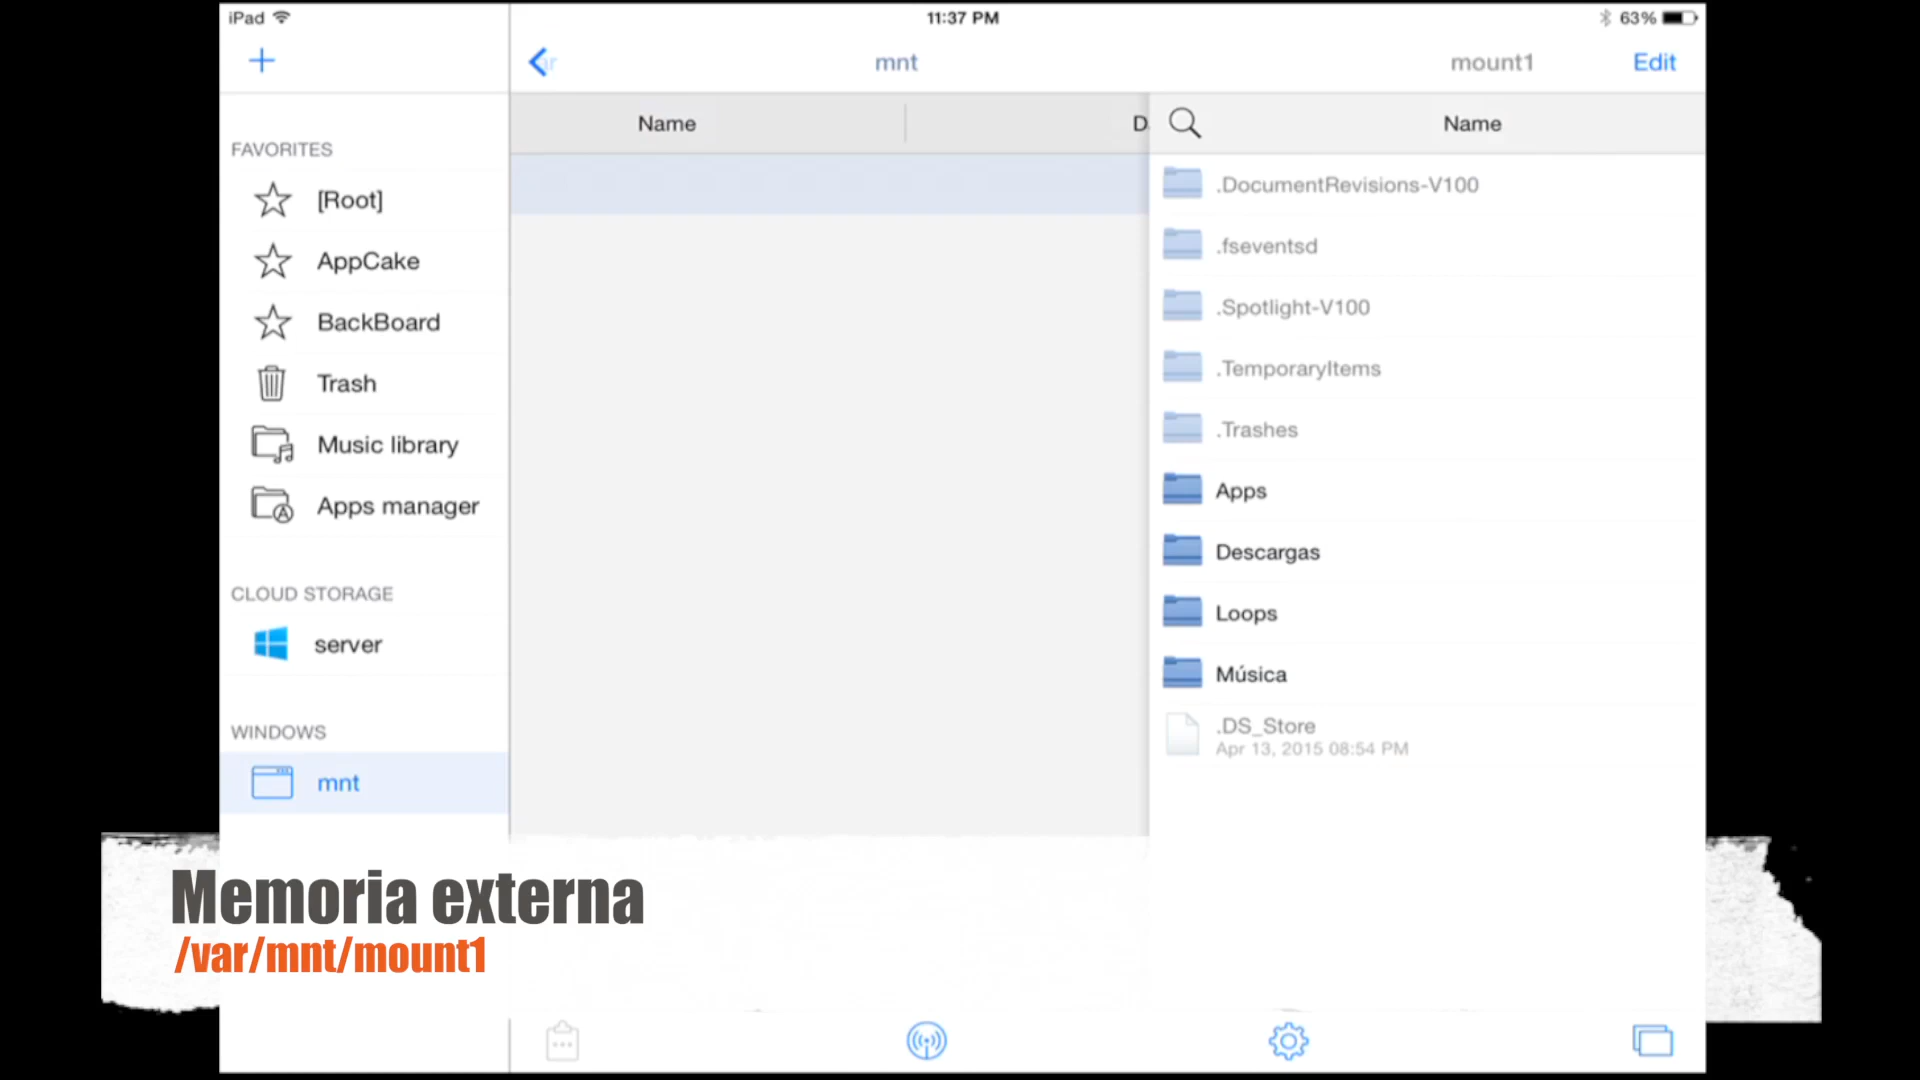 iPad
11:37 PM
63%
mnt
mount1
Edit
Name
Name
FAVORITES
[Root]
AppCake
BackBoard
Trash
Music library
Apps manager
CLOUD STORAGE
server
WINDOWS
mnt
.DocumentRevisions-V100
.fseventsd
.Spotlight-V100
.TemporaryItems
.Trashes
Apps
Descargas
Loops
Música
.DS_Store
Apr 13, 2015 08:54 PM
Memoria externa
/var/mnt/mount1